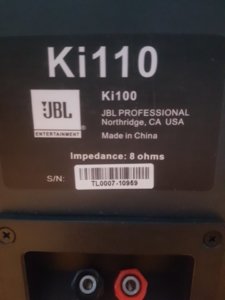 Ki110
Ki100
JBL
ENTERTAINMENT
JBL PROFESSIONAL
Northridge, CA USA
Made in China
Impedance: 8 ohms
S/N:
TL0007-10959